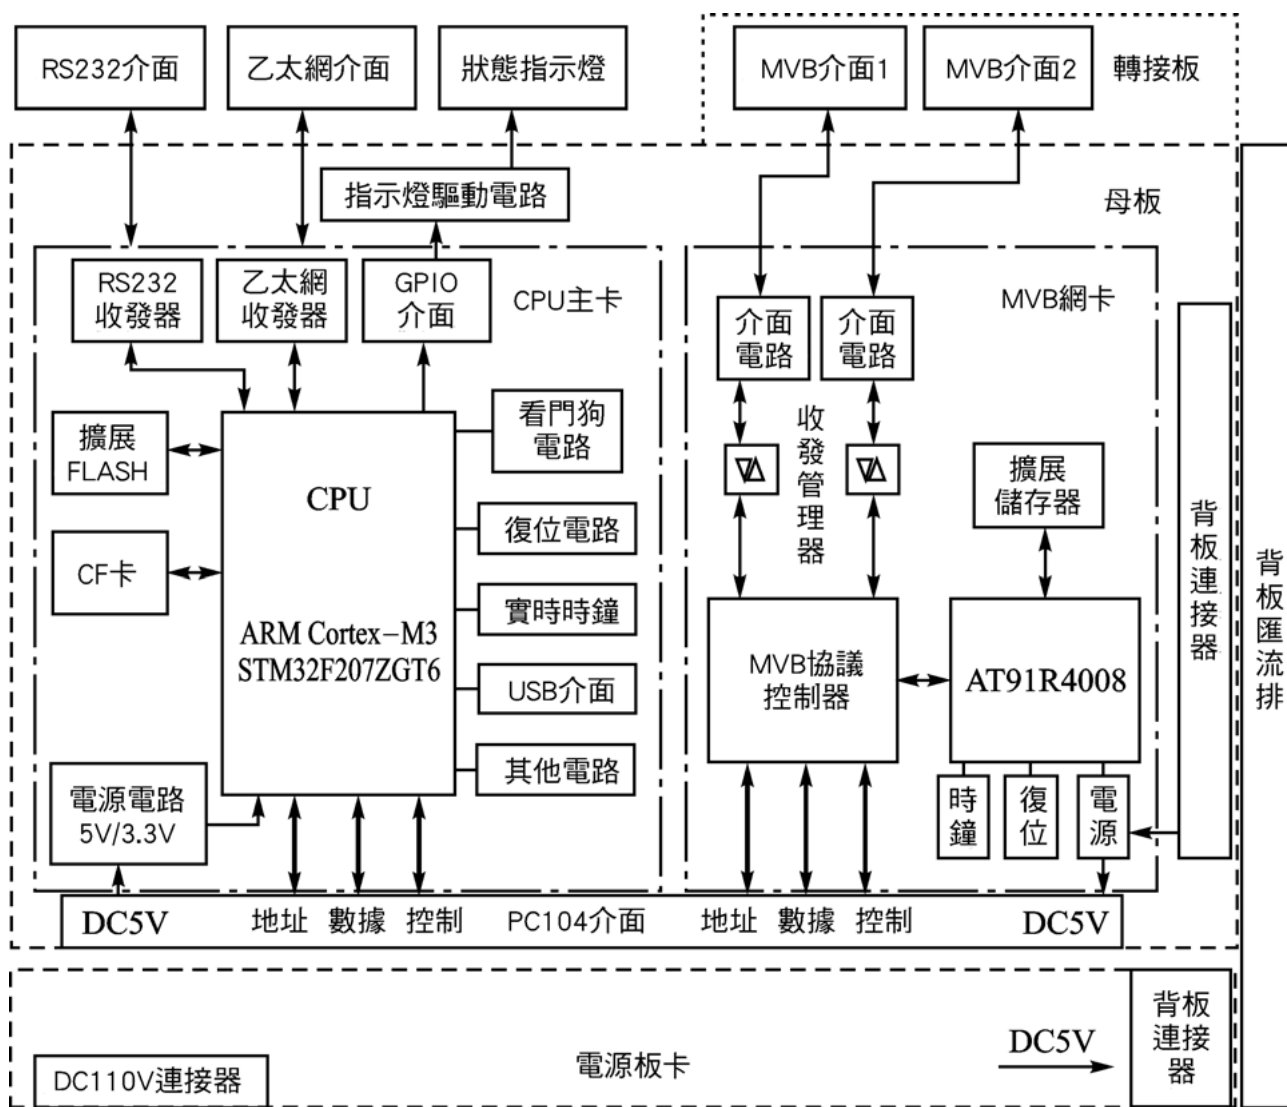 RS232介面
乙太網介面
狀態指示燈
MVB介面1
MVB介面2
轉接板
指示燈驅動電路
母板
RS232
收發器
乙太網
收發器
GPIO
介面
CPU主卡
MVB網卡
介面
電路
介面
電路
擴展
FLASH
CPU
看門狗
電路
收
發
管
理
器
擴展
儲存器
復位電路
CF卡
實時時鐘
ARM Cortex-M3
STM32F207ZGT6
USB介面
其他電路
MVB協議
控制器
AT91R4008
背
板
連
接
器
背
板
匯
流
排
電源電路
5V/3.3V
時
鐘
復
位
電
源
DC5V
地址
數據
控制
PC104介面
地址
數據
控制
DC5V
DC110V連接器
電源板卡
DC5V
背板
連接
器